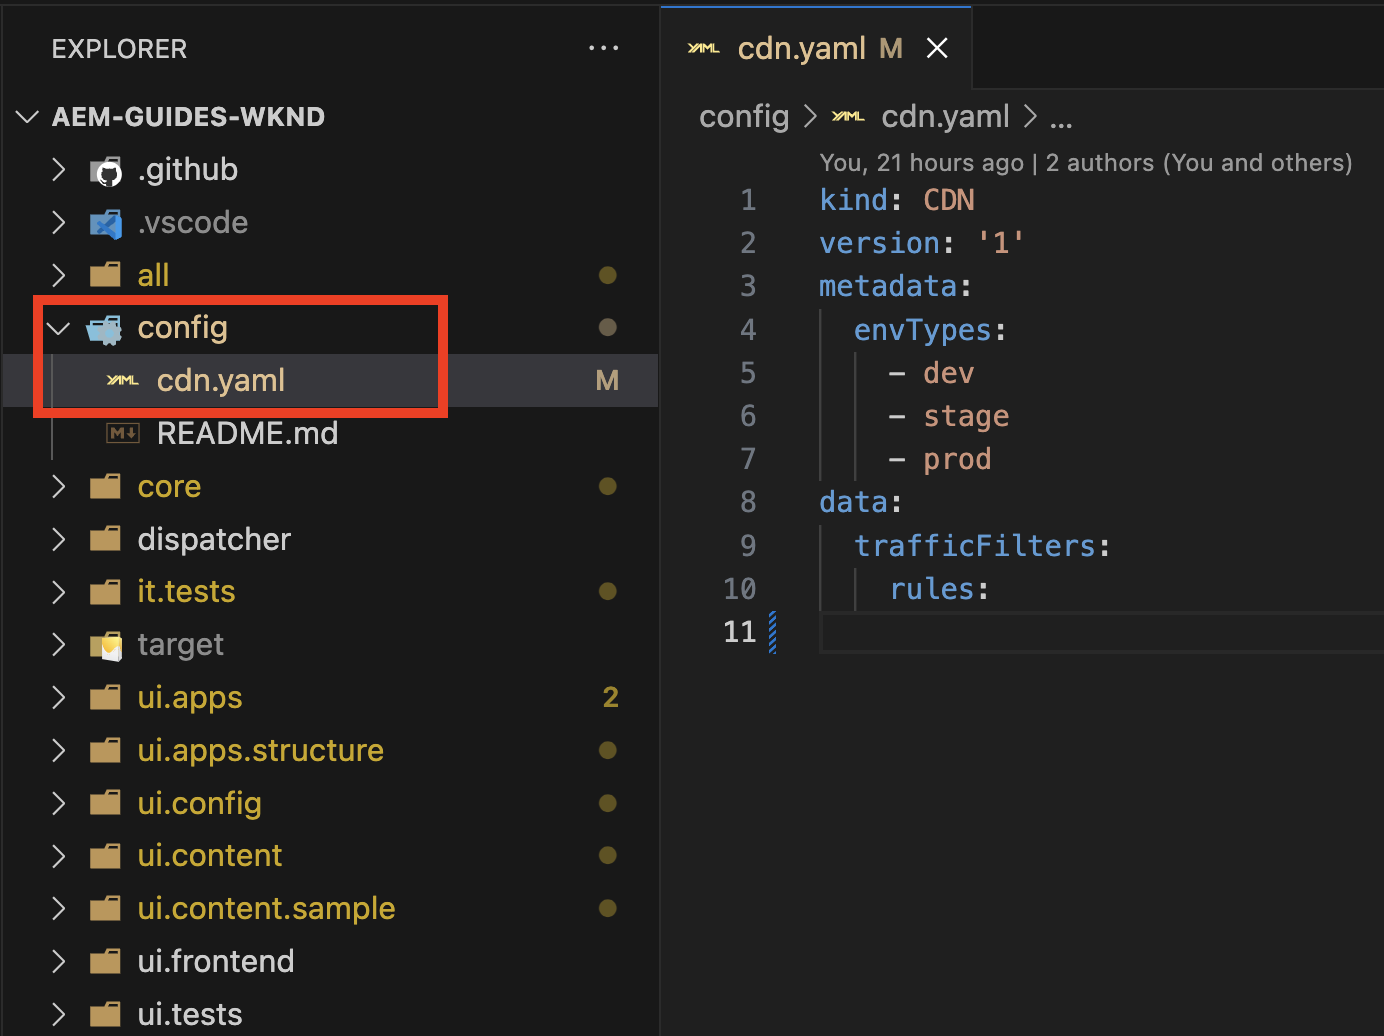 EXPLORER
AEM-GUIDES-WKND
.github
.vscode
all
config
YAML cdn.yaml M
M README.md
core
dispatcher
it.tests
target
ui.apps 2
ui.apps.structure
ui.config
ui.content
ui.content.sample
ui.frontend
ui.tests
YAML cdn.yaml M
config > YAML cdn.yaml > ...
You, 21 hours ago | 2 authors (You and others)
1 kind: CDN
2 version: '1'
3 metadata:
4 envTypes:
5 - dev
6 - stage
7 - prod
8 data:
9 trafficFilters:
10 rules:
11